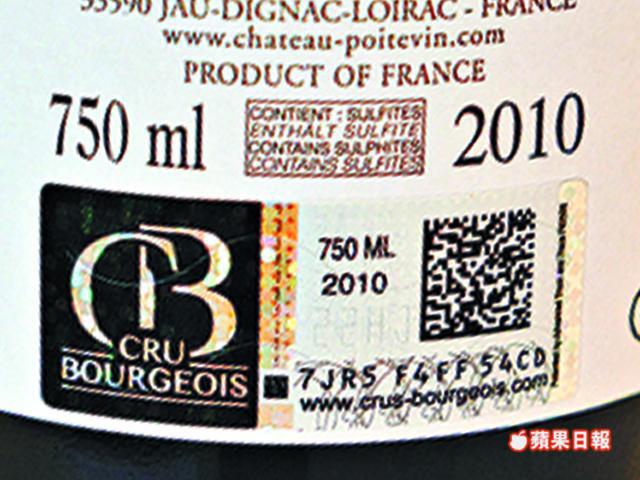 33590 JAU-DIGNAC-LOIRAC - FRANCE
www.chateau-poitevin.com
PRODUCT OF FRANCE
750 ml
CONTIENT : SULFITES
ENTHÄLT SULFITE
CONTAINS SULPHITES
CONTAINS SULFITES
2010
CB
CRU
BOURGEOIS
750 ML
2010
7JR5 F4FF 54CD
www.crus-bourgeois.com
蘋果日報